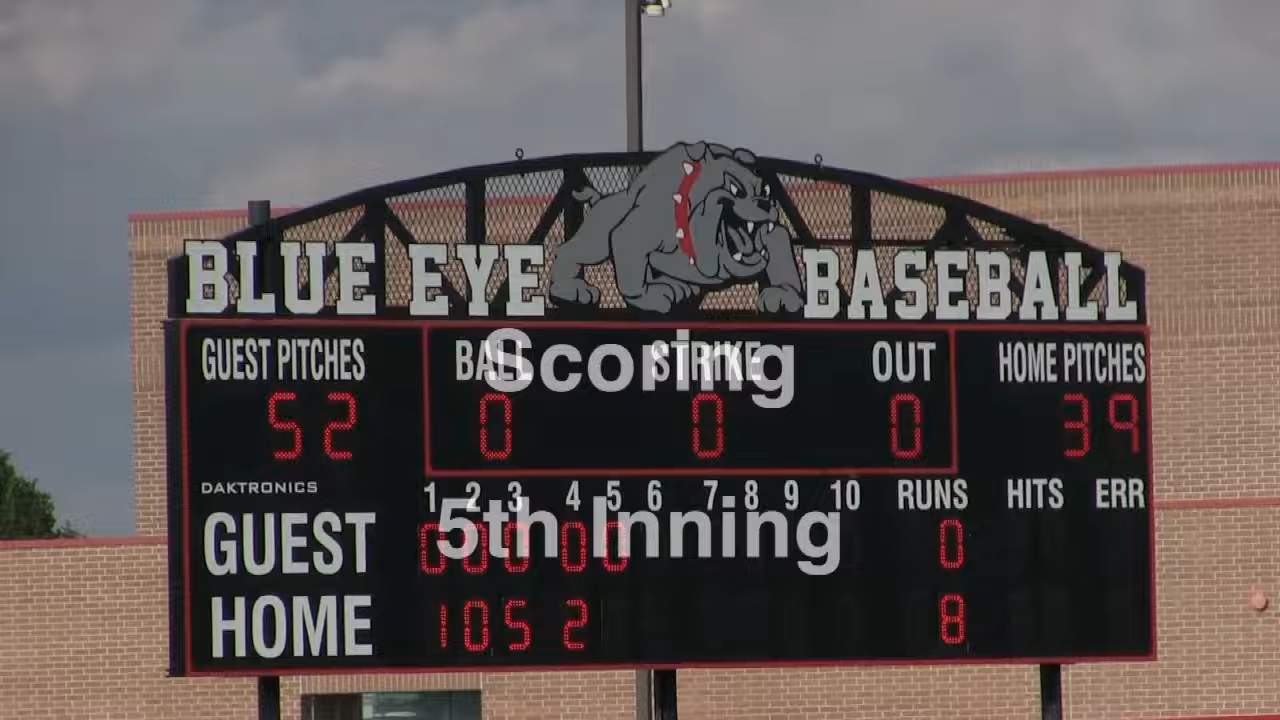 BLUE EYE BASEBALL
GUEST PITCHES BALL STRIKE OUT HOME PITCHES
Scoring
52 0 0 0 39
DAKTRONICS 1 2 3 4 5 6 7 8 9 10 RUNS HITS ERR
5th Inning
GUEST 0 0 0 0 0 0
HOME 1 0 5 2 8